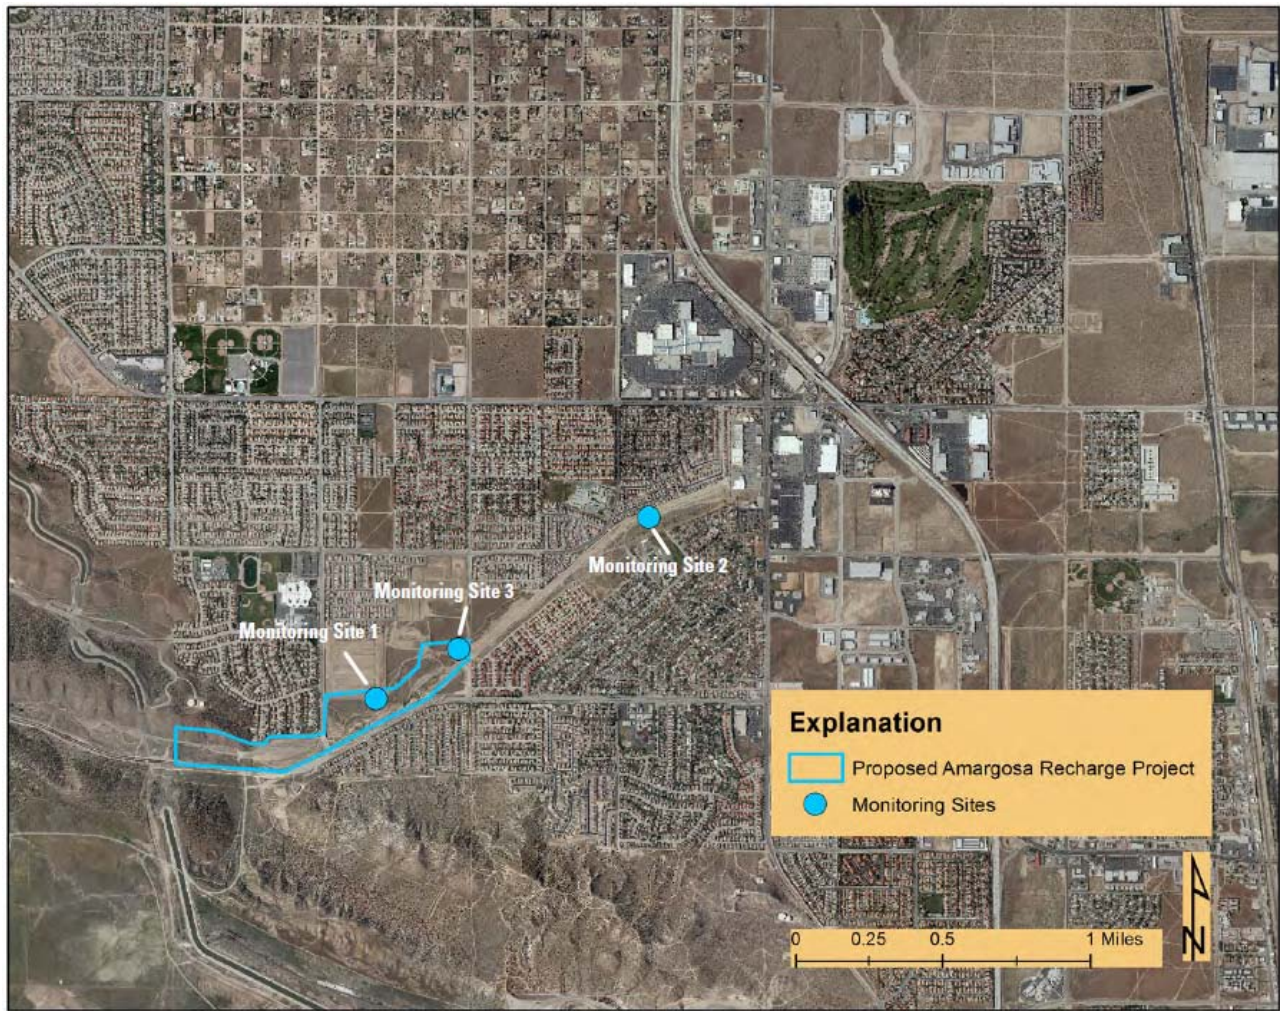 Monitoring Site 2
Monitoring Site 3
Monitoring Site 1
Explanation
Proposed Amargosa Recharge Project
Monitoring Sites
0 0.25 0.5 1 Miles
N